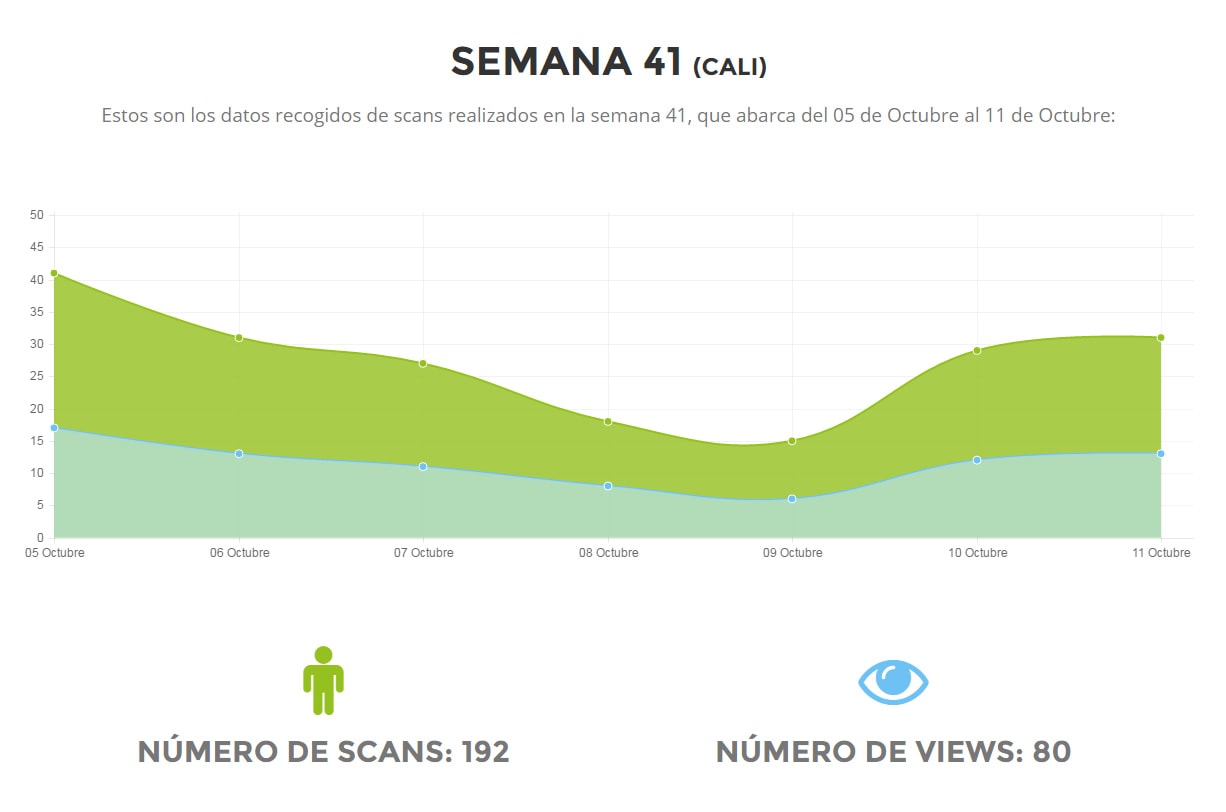 SEMANA 41 (CALI)
Estos son los datos recogidos de scans realizados en la semana 41, que abarca del 05 de Octubre al 11 de Octubre:
50
45
40
35
30
25
20
15
10
5
0
05 Octubre 06 Octubre 07 Octubre 08 Octubre 09 Octubre 10 Octubre 11 Octubre
NÚMERO DE SCANS: 192 NÚMERO DE VIEWS: 80